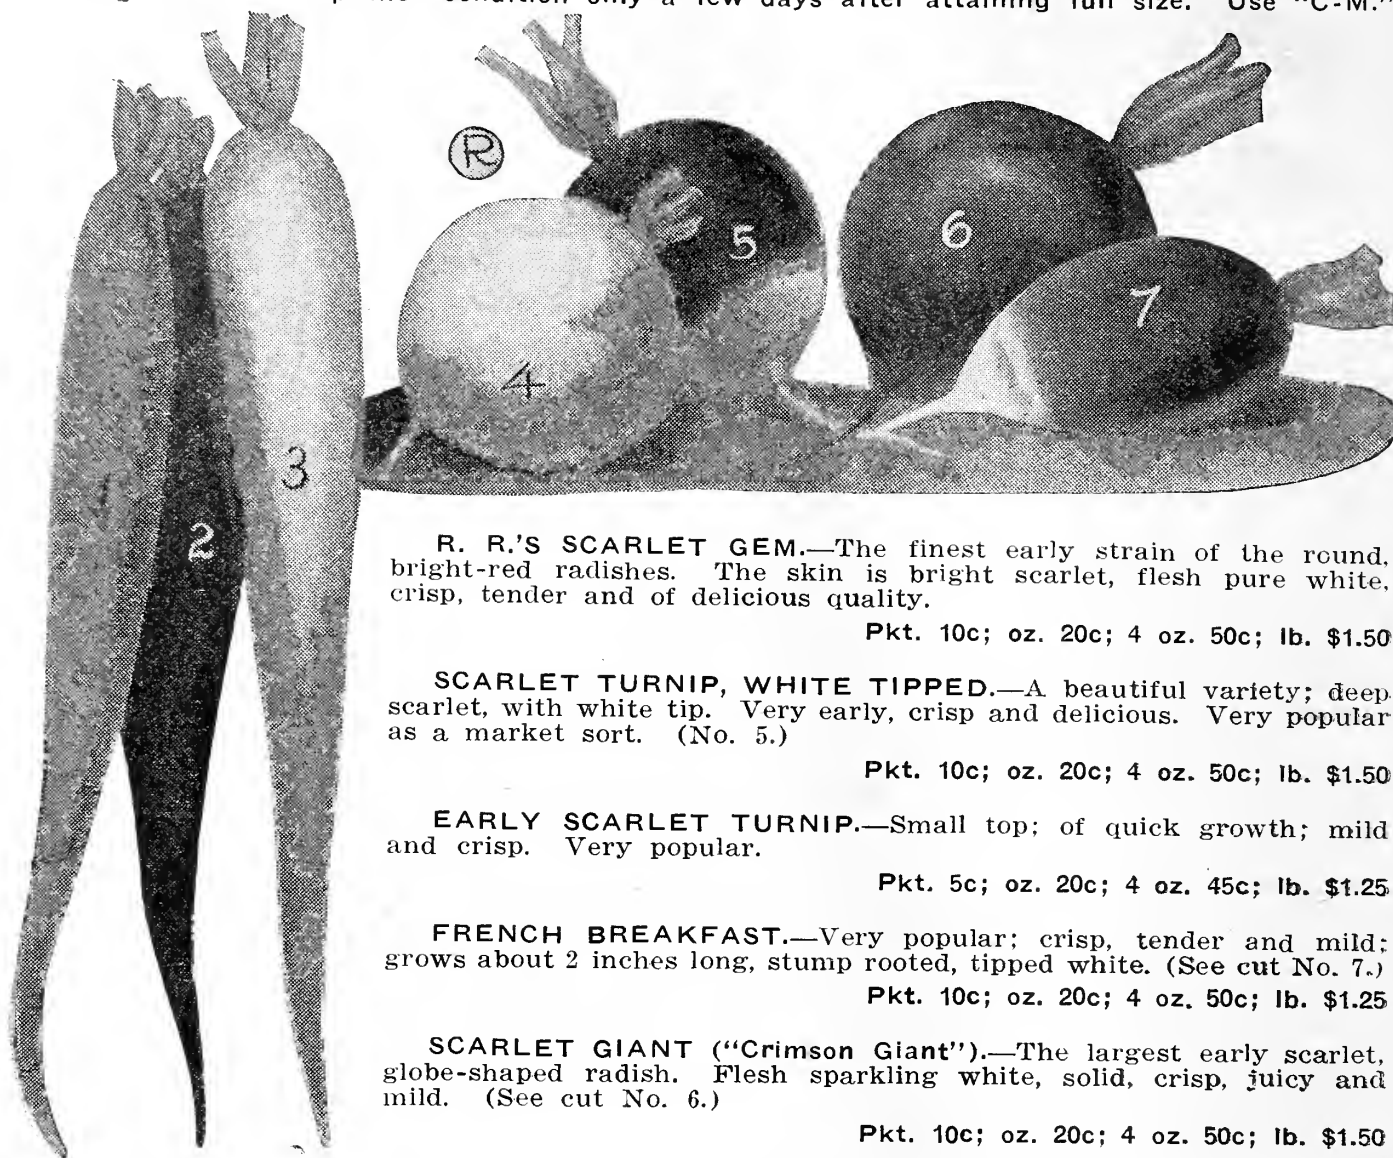 condition only a few days after attaining full size. Use "C-M."
R
1
2
3
4
5
6
7
R. R.'S SCARLET GEM.—The finest early strain of the round,
bright-red radishes. The skin is bright scarlet, flesh pure white,
crisp, tender and of delicious quality.
Pkt. 10c; oz. 20c; 4 oz. 50c; lb. $1.50
SCARLET TURNIP, WHITE TIPPED.—A beautiful variety; deep
scarlet, with white tip. Very early, crisp and delicious. Very popular
as a market sort. (No. 5.)
Pkt. 10c; oz. 20c; 4 oz. 50c; lb. $1.50
EARLY SCARLET TURNIP.—Small top; of quick growth; mild
and crisp. Very popular.
Pkt. 5c; oz. 20c; 4 oz. 45c; lb. $1.25
FRENCH BREAKFAST.—Very popular; crisp, tender and mild;
grows about 2 inches long, stump rooted, tipped white. (See cut No. 7.)
Pkt. 10c; oz. 20c; 4 oz. 50c; lb. $1.25
SCARLET GIANT ("Crimson Giant").—The largest early scarlet,
globe-shaped radish. Flesh sparkling white, solid, crisp, juicy and
mild. (See cut No. 6.)
Pkt. 10c; oz. 20c; 4 oz. 50c; lb. $1.50